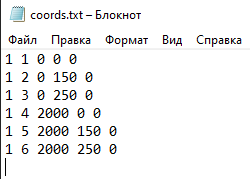 coords.txt – Блокнот
Файл Правка Формат Вид Справка
1 1 0 0 0
1 2 0 150 0
1 3 0 250 0
1 4 2000 0 0
1 5 2000 150 0
1 6 2000 250 0